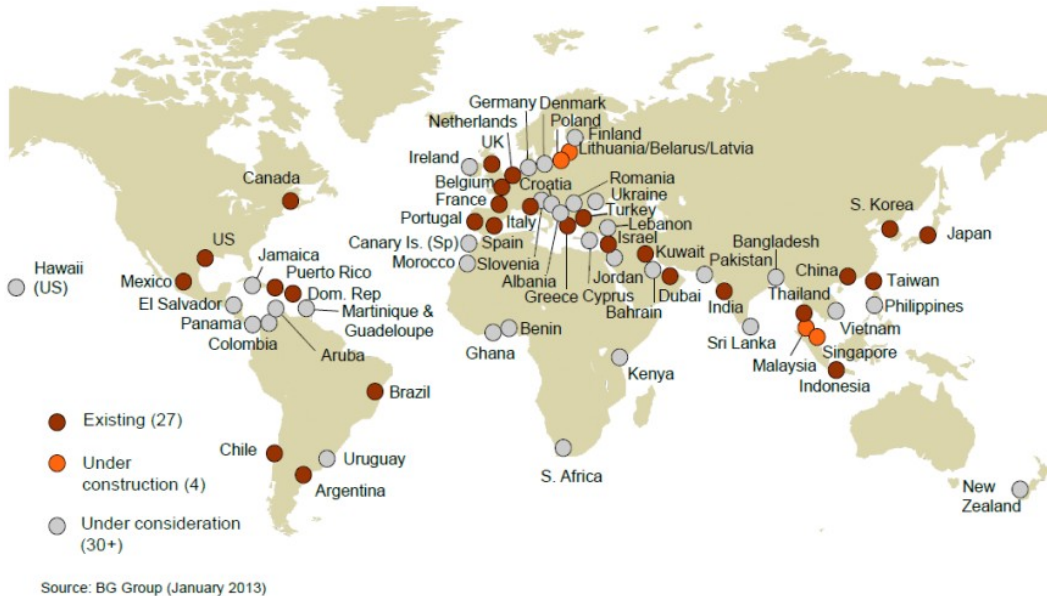 Germany
Denmark
Netherlands
Poland
Finland
UK
Lithuania/Belarus/Latvia
Ireland
Belgium
Croatia
Romania
Canada
France
Ukraine
Portugal
Italy
Turkey
S. Korea
US
Lebanon
Canary Is. (Sp)
Spain
Israel
Bangladesh
Japan
Hawaii
(US)
Jamaica
Morocco
Slovenia
Kuwait
Pakistan
Mexico
Puerto Rico
Albania
Jordan
China
Taiwan
El Salvador
Dom. Rep
Greece
Cyprus
Dubai
India
Thailand
Philippines
Martinique &
Guadeloupe
Bahrain
Panama
Benin
Vietnam
Colombia
Aruba
Ghana
Sri Lanka
Singapore
Malaysia
Kenya
Indonesia
Brazil
Existing (27)
Chile
Uruguay
Under
construction (4)
S. Africa
Argentina
New
Zealand
Under consideration
(30+)
Source: BG Group (January 2013)